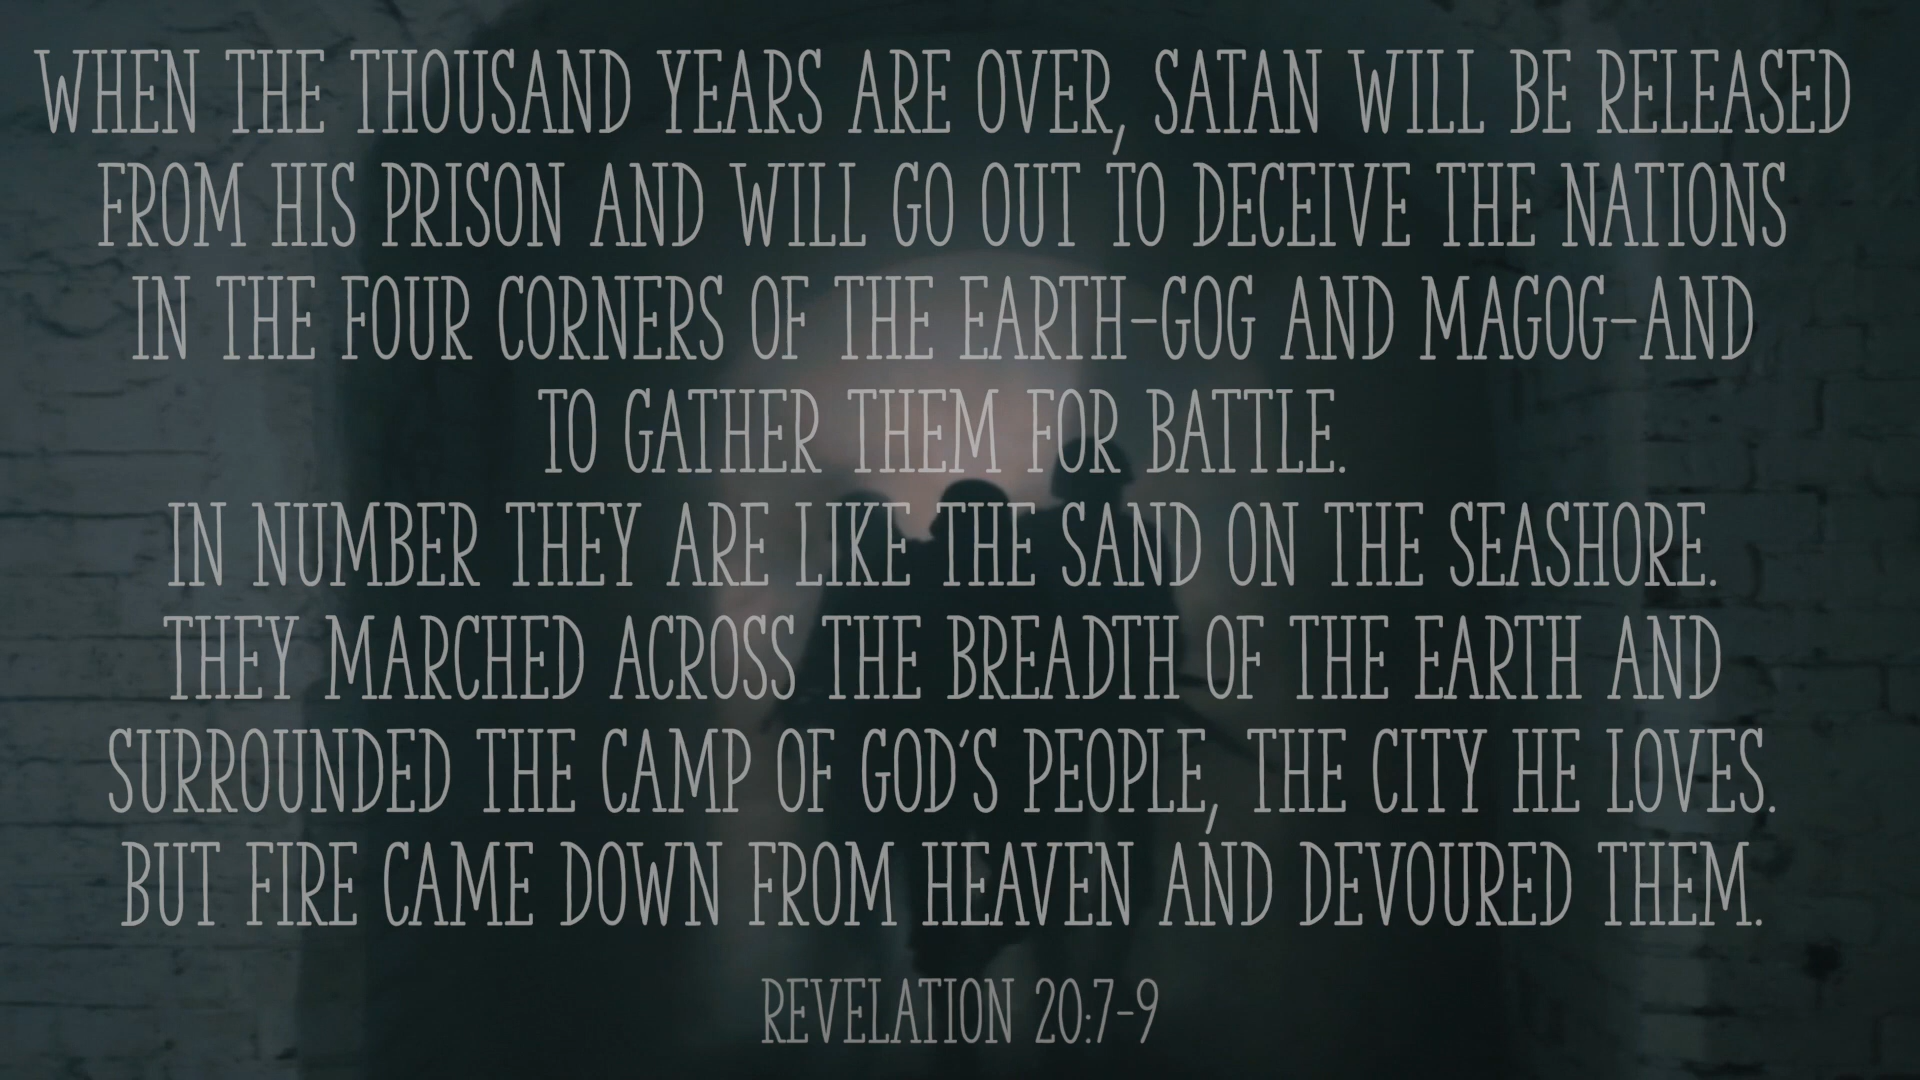 WHEN THE THOUSAND YEARS ARE OVER, SATAN WILL BE RELEASED
FROM HIS PRISON AND WILL GO OUT TO DECEIVE THE NATIONS
IN THE FOUR CORNERS OF THE EARTH-GOG AND MAGOG-AND
TO GATHER THEM FOR BATTLE.
IN NUMBER THEY ARE LIKE THE SAND ON THE SEASHORE.
THEY MARCHED ACROSS THE BREADTH OF THE EARTH AND
SURROUNDED THE CAMP OF GOD'S PEOPLE, THE CITY HE LOVES.
BUT FIRE CAME DOWN FROM HEAVEN AND DEVOURED THEM.
REVELATION 20:7-9